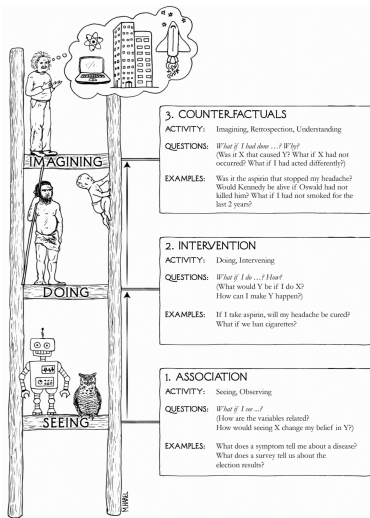 3. COUNTERFACTUALS
ACTIVITY: Imagining, Retrospection, Understanding
QUESTIONS: What if I had done …? Why?
(Was it X that caused Y? What if X had not
occurred? What if I had acted differently?)
EXAMPLES: Was it the aspirin that stopped my headache?
Would Kennedy be alive if Oswald had not
killed him? What if I had not smoked for the
last 2 years?
IMAGINING
2. INTERVENTION
ACTIVITY: Doing, Intervening
QUESTIONS: What if I do …? How?
(What would Y be if I do X?
How can I make Y happen?)
EXAMPLES: If I take aspirin, will my headache be cured?
What if we ban cigarettes?
DOING
1. ASSOCIATION
ACTIVITY: Seeing, Observing
QUESTIONS: What if I see ...?
(How are the variables related?
How would seeing X change my belief in Y?)
EXAMPLES: What does a symptom tell me about a disease?
What does a survey tell us about the
election results?
SEEING
M.HAREL